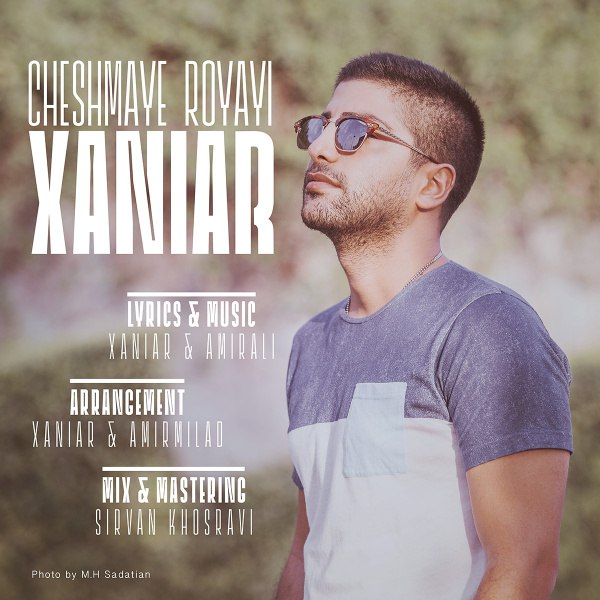 CHESHMAYE ROYAYI
XANIAR
LYRICS & MUSIC
XANIAR & AMIRALI
ARRANGEMENT
XANIAR & AMIRMILAD
MIX & MASTERING
SIRVAN KHOSRAVI
Photo by M.H Sadatian